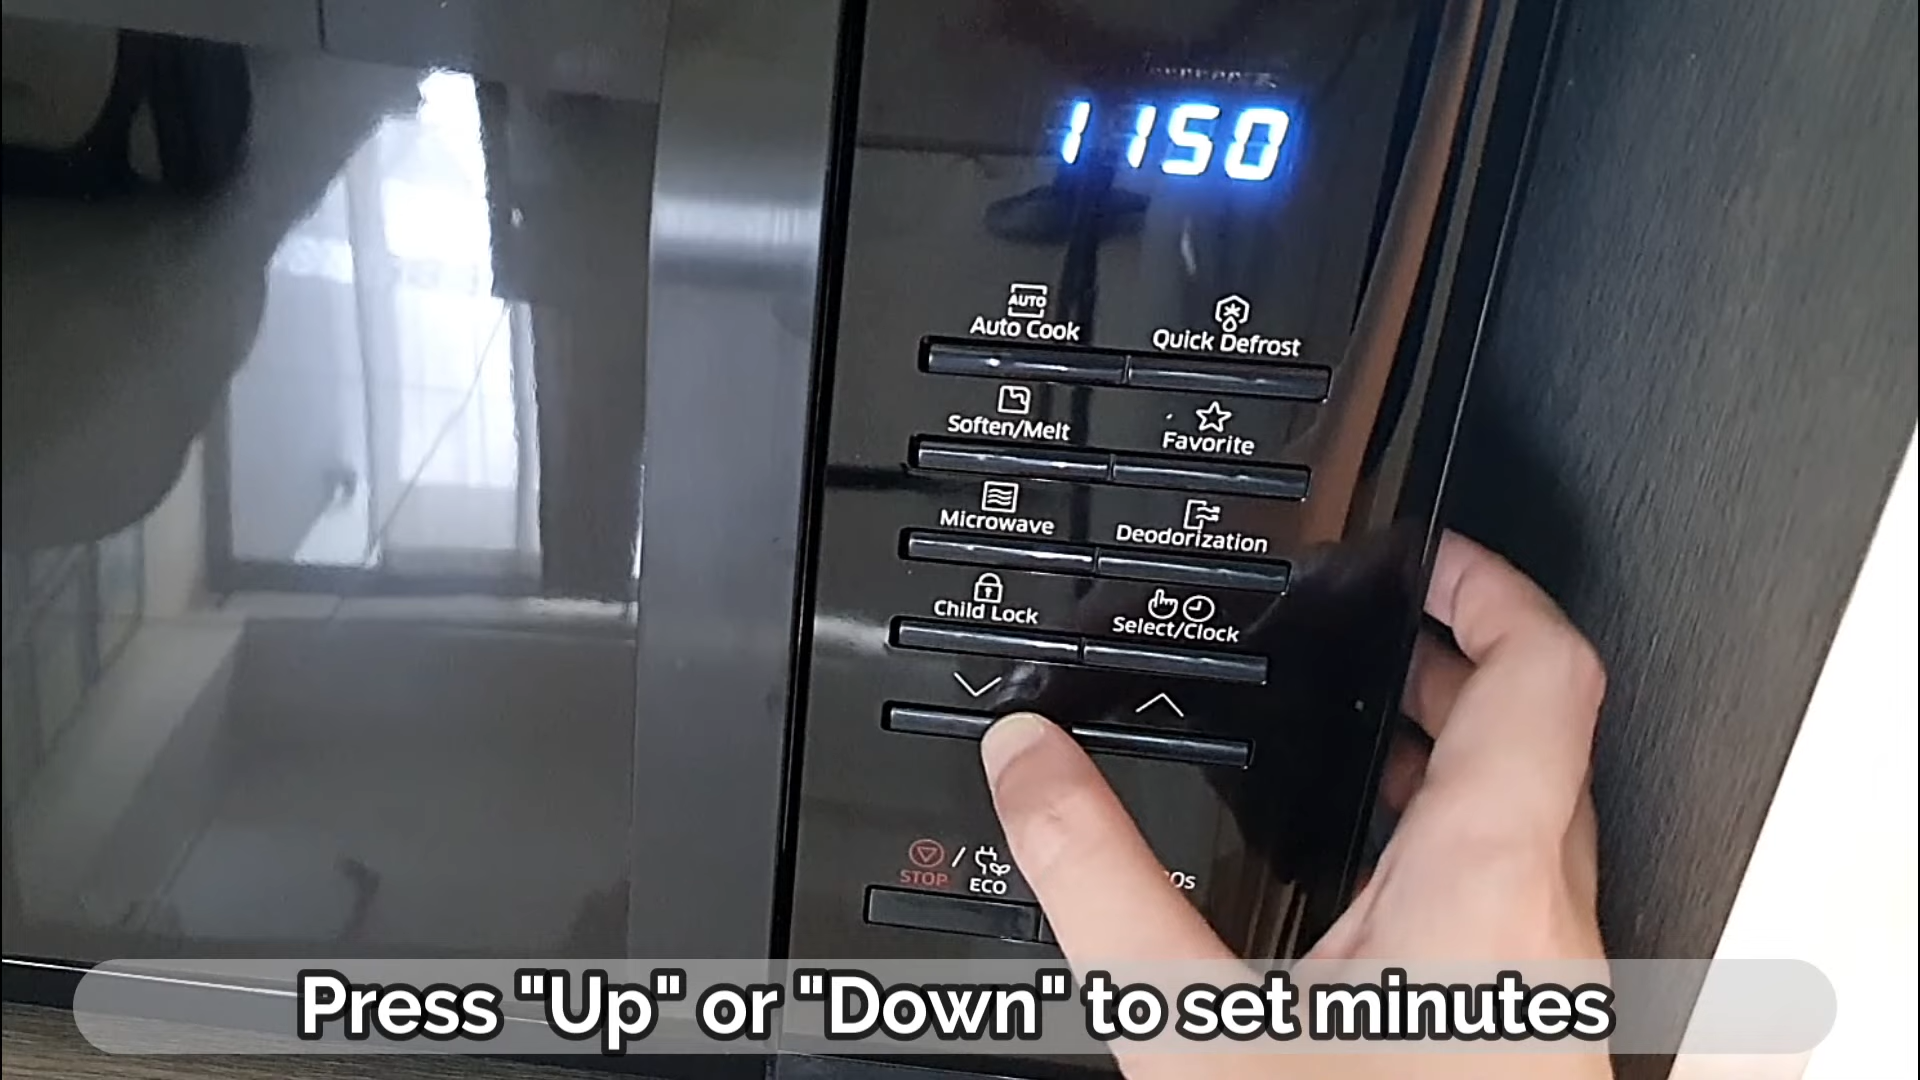 1150
AUTO
Auto Cook
Quick Defrost
Soften/Melt
Favorite
Microwave
Deodorization
Child Lock
Select/Clock
STOP / ECO
0s
Press "Up" or "Down" to set minutes